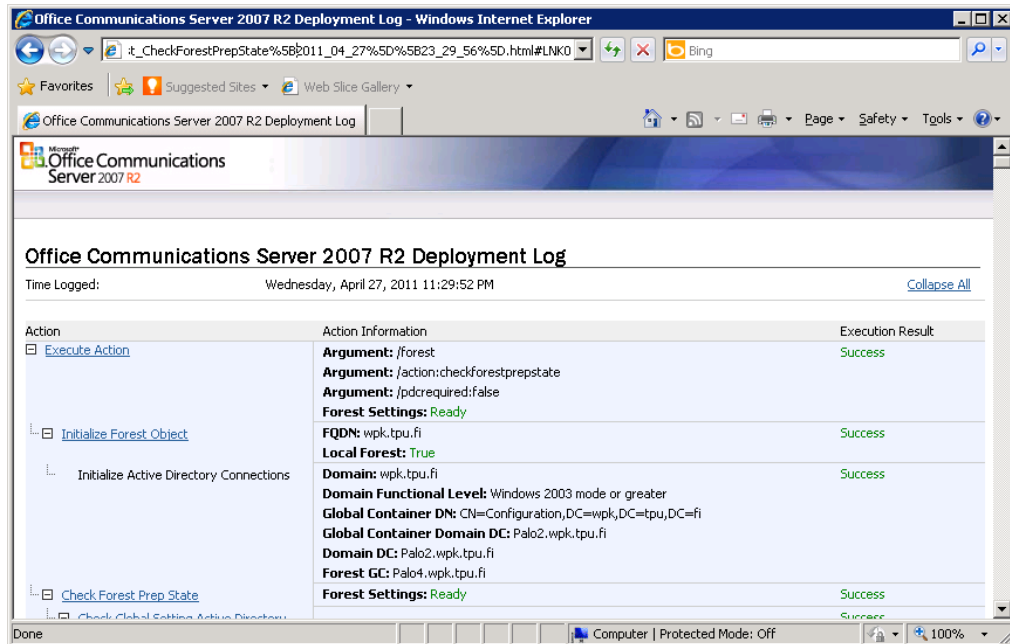 Office Communications Server 2007 R2 Deployment Log - Windows Internet Explorer
:t_CheckForestPrepState%5B2011_04_27%5D%5B23_29_56%5D.html#LNK0
Bing
Favorites
Suggested Sites
Web Slice Gallery
Office Communications Server 2007 R2 Deployment Log
Page
Safety
Tools
Microsoft
Office Communications
Server 2007 R2
Office Communications Server 2007 R2 Deployment Log
Time Logged: Wednesday, April 27, 2011 11:29:52 PM Collapse All
Action Action Information Execution Result
Execute Action Argument: /forest Success
Argument: /action:checkforestprepstate
Argument: /pdcrequired:false
Forest Settings: Ready
Initialize Forest Object FQDN: wpk.tpu.fi Success
Local Forest: True
Initialize Active Directory Connections Domain: wpk.tpu.fi Success
Domain Functional Level: Windows 2003 mode or greater
Global Container DN: CN=Configuration,DC=wpk,DC=tpu,DC=fi
Global Container Domain DC: Palo2.wpk.tpu.fi
Domain DC: Palo2.wpk.tpu.fi
Forest GC: Palo4.wpk.tpu.fi
Check Forest Prep State Forest Settings: Ready Success
Check Global Setting Active Directory Success
Done
Computer | Protected Mode: Off
100%